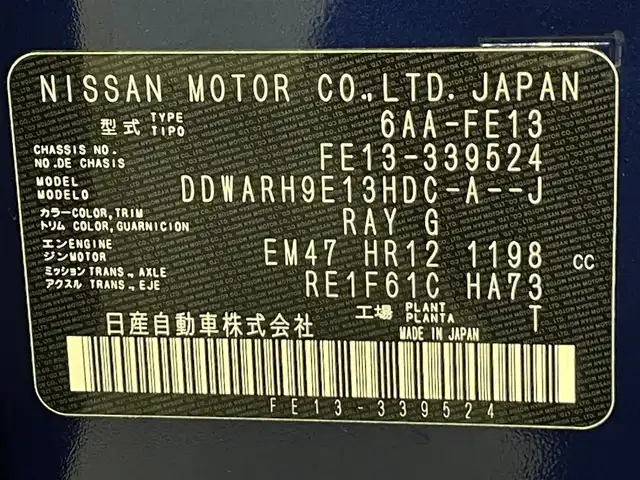 NISSAN MOTOR CO.,LTD. JAPAN
型式 TYPE TIPO 6AA-FE13
CHASSIS NO. NO.DE CHASIS FE13-339524
MODEL MODELO DDWARH9E13HDC-A--J
カラー COLOR,TRIM トリム COLOR,GUARNICION RAY G
エンジン ENGINE MOTOR EM47 HR12 1198 CC
ミッション TRANS.,AXLE アクスル TRANS.,EJE RE1F61C HA73
工場 PLANT PLANTA T
日産自動車株式会社 MADE IN JAPAN
FE13-339524